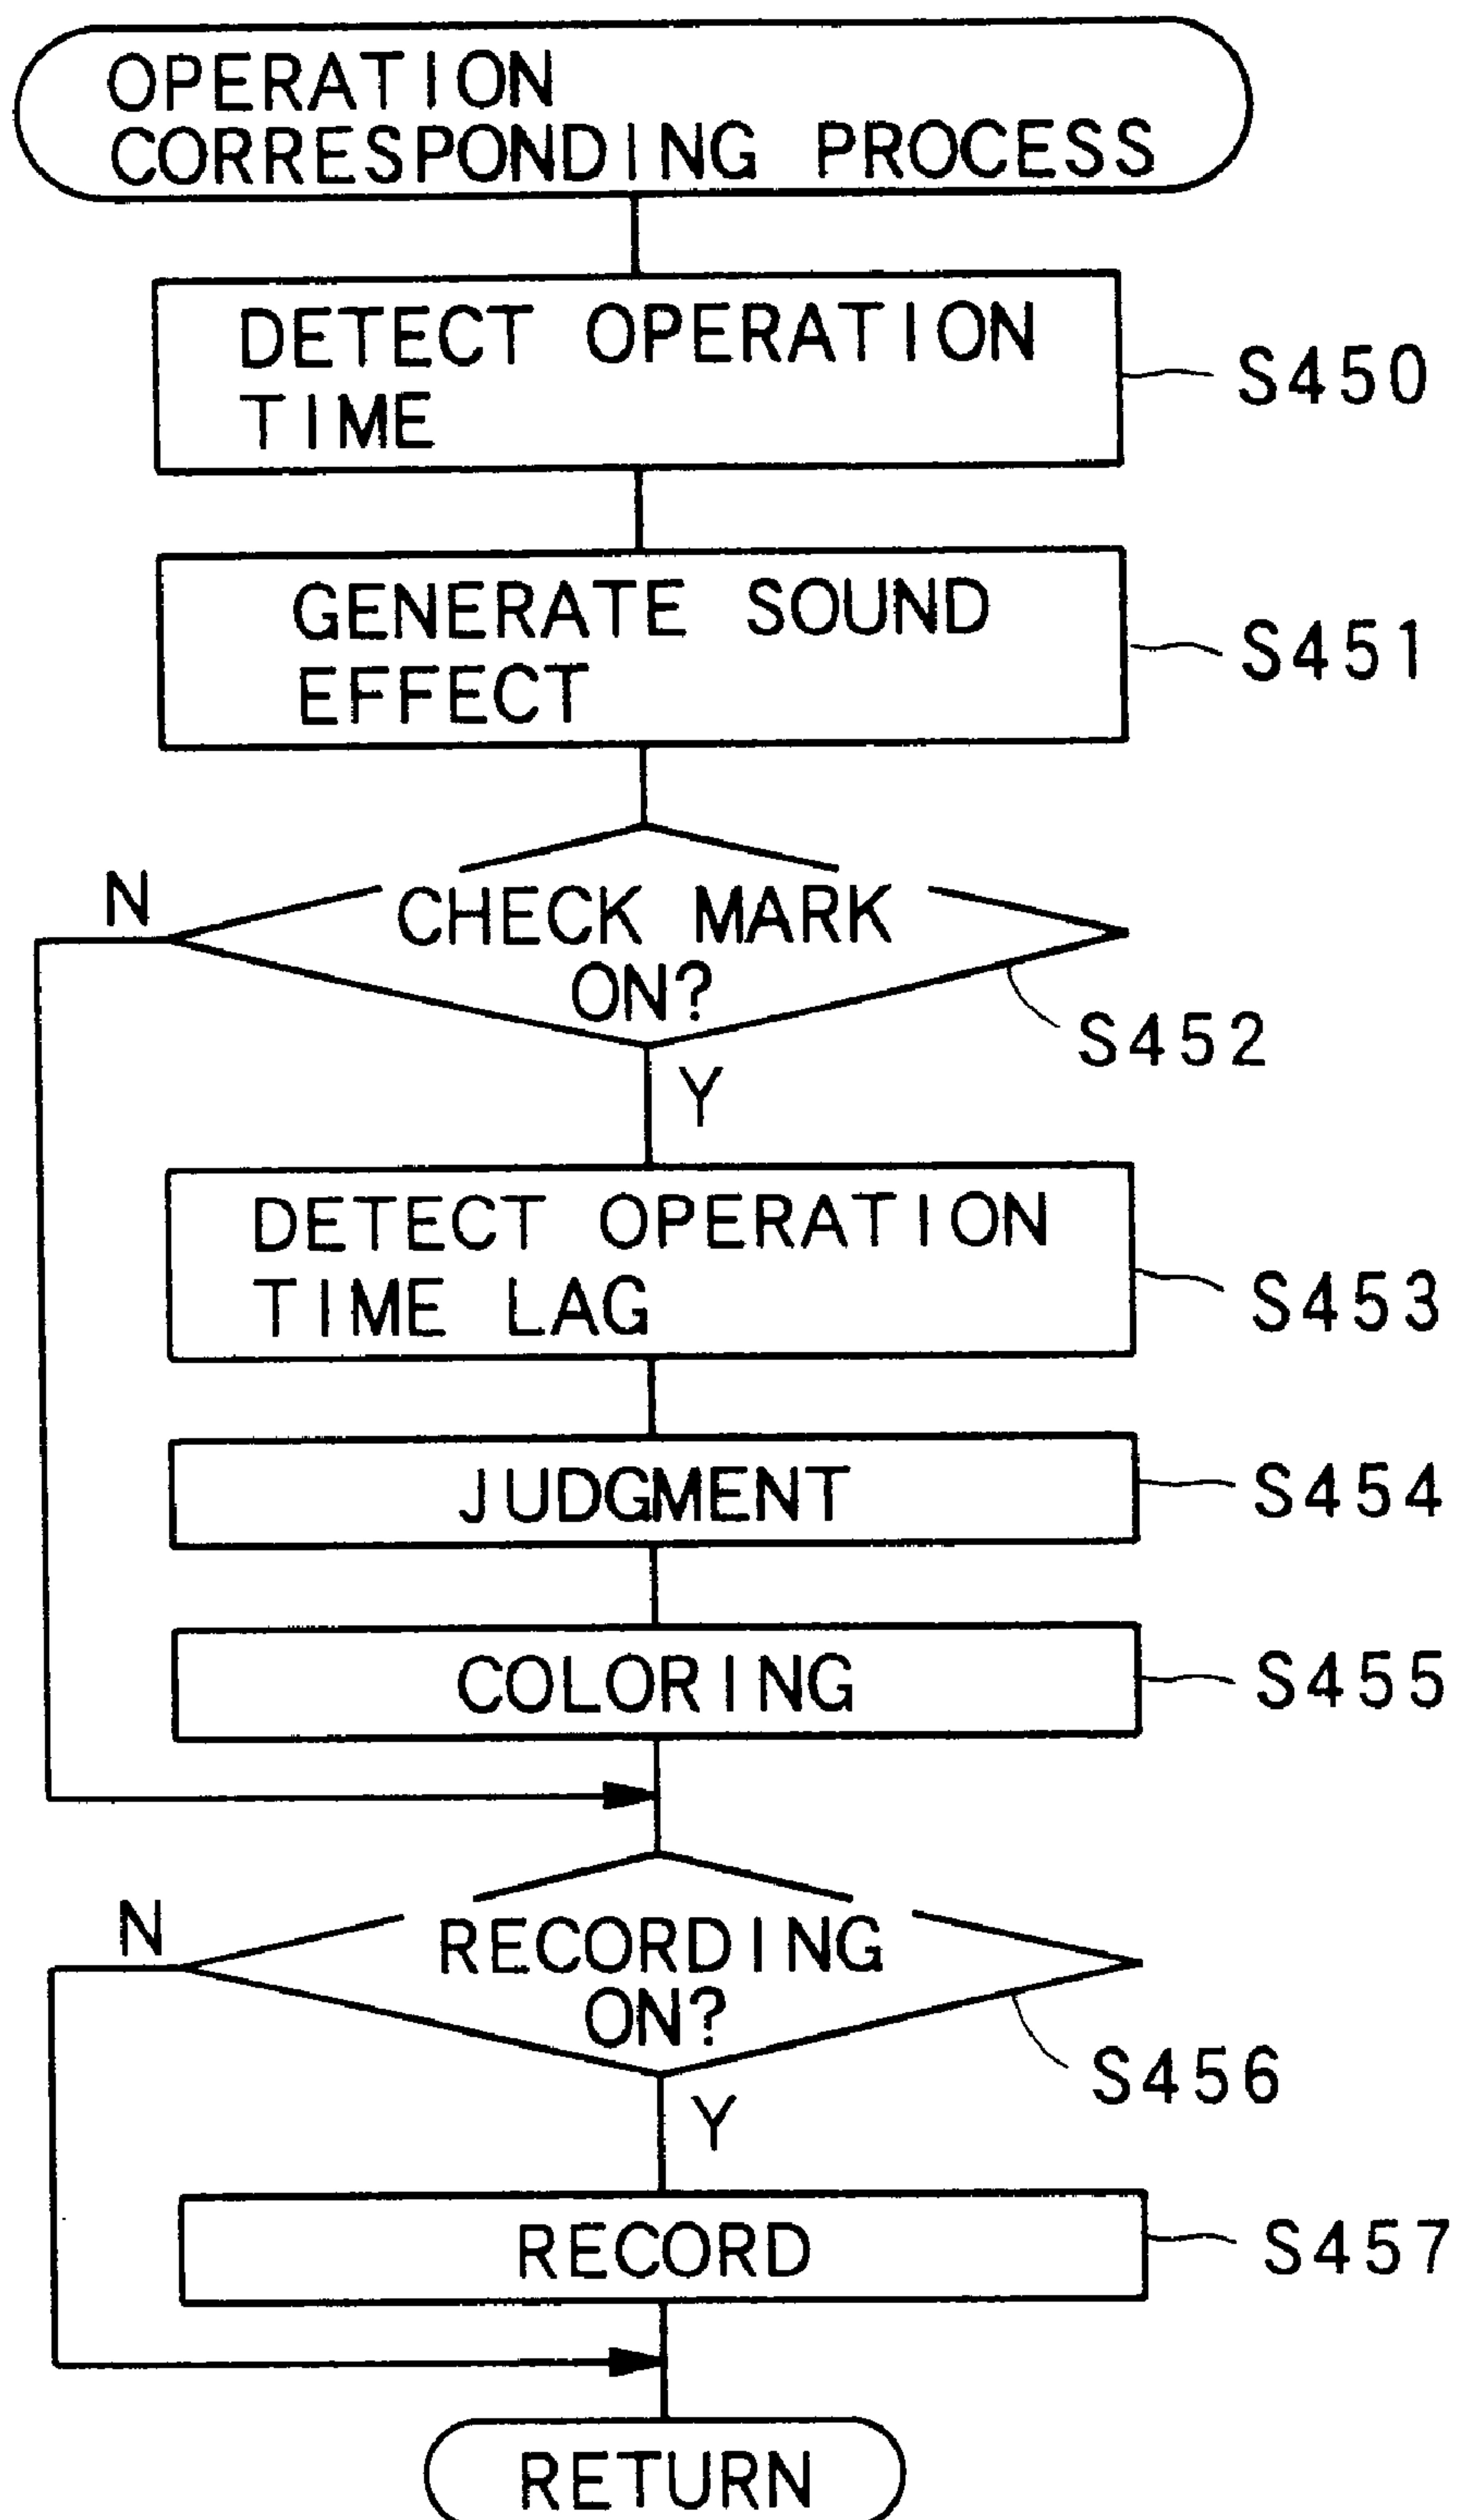 OPERATION
CORRESPONDING PROCESS
DETECT OPERATION
TIME
S450
GENERATE SOUND
EFFECT
S451
N
CHECK MARK
ON?
S452
Y
DETECT OPERATION
TIME LAG
S453
JUDGMENT
S454
COLORING
S455
N
RECORDING
ON?
S456
Y
RECORD
S457
RETURN